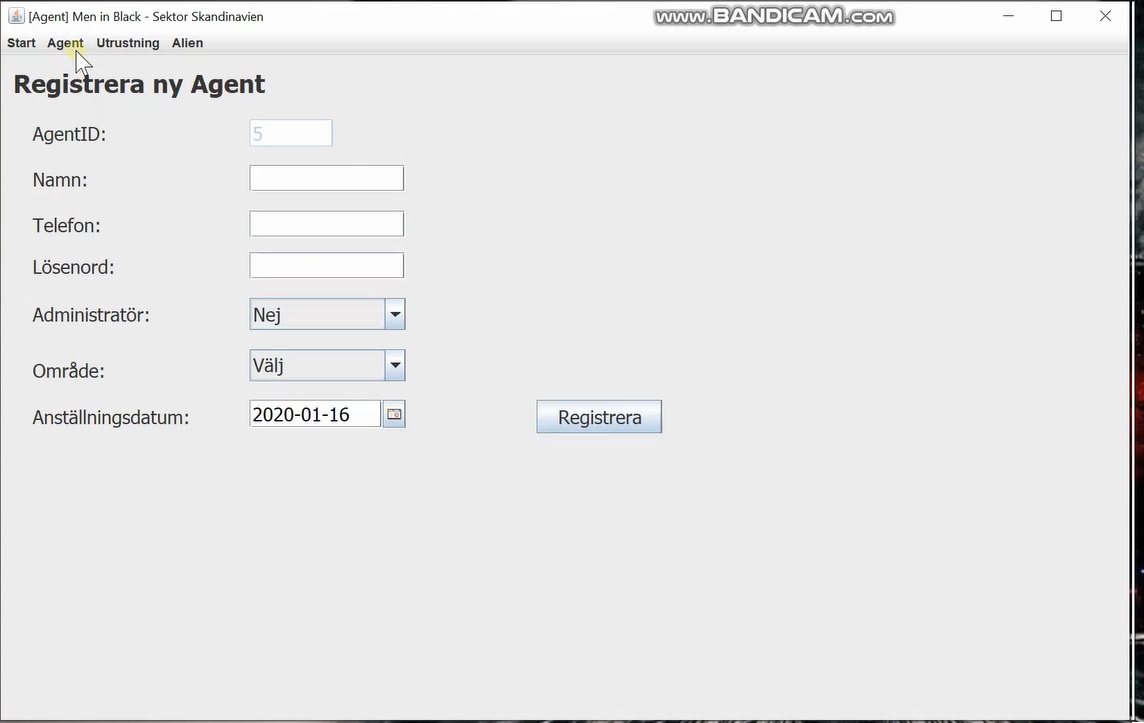 [Agent] Men in Black - Sektor Skandinavien
www.BANDICAM.com
Start Agent Utrustning Alien
Registrera ny Agent
AgentID: 5
Namn:
Telefon:
Lösenord:
Administratör: Nej
Område: Välj
Anställningsdatum: 2020-01-16 Registrera